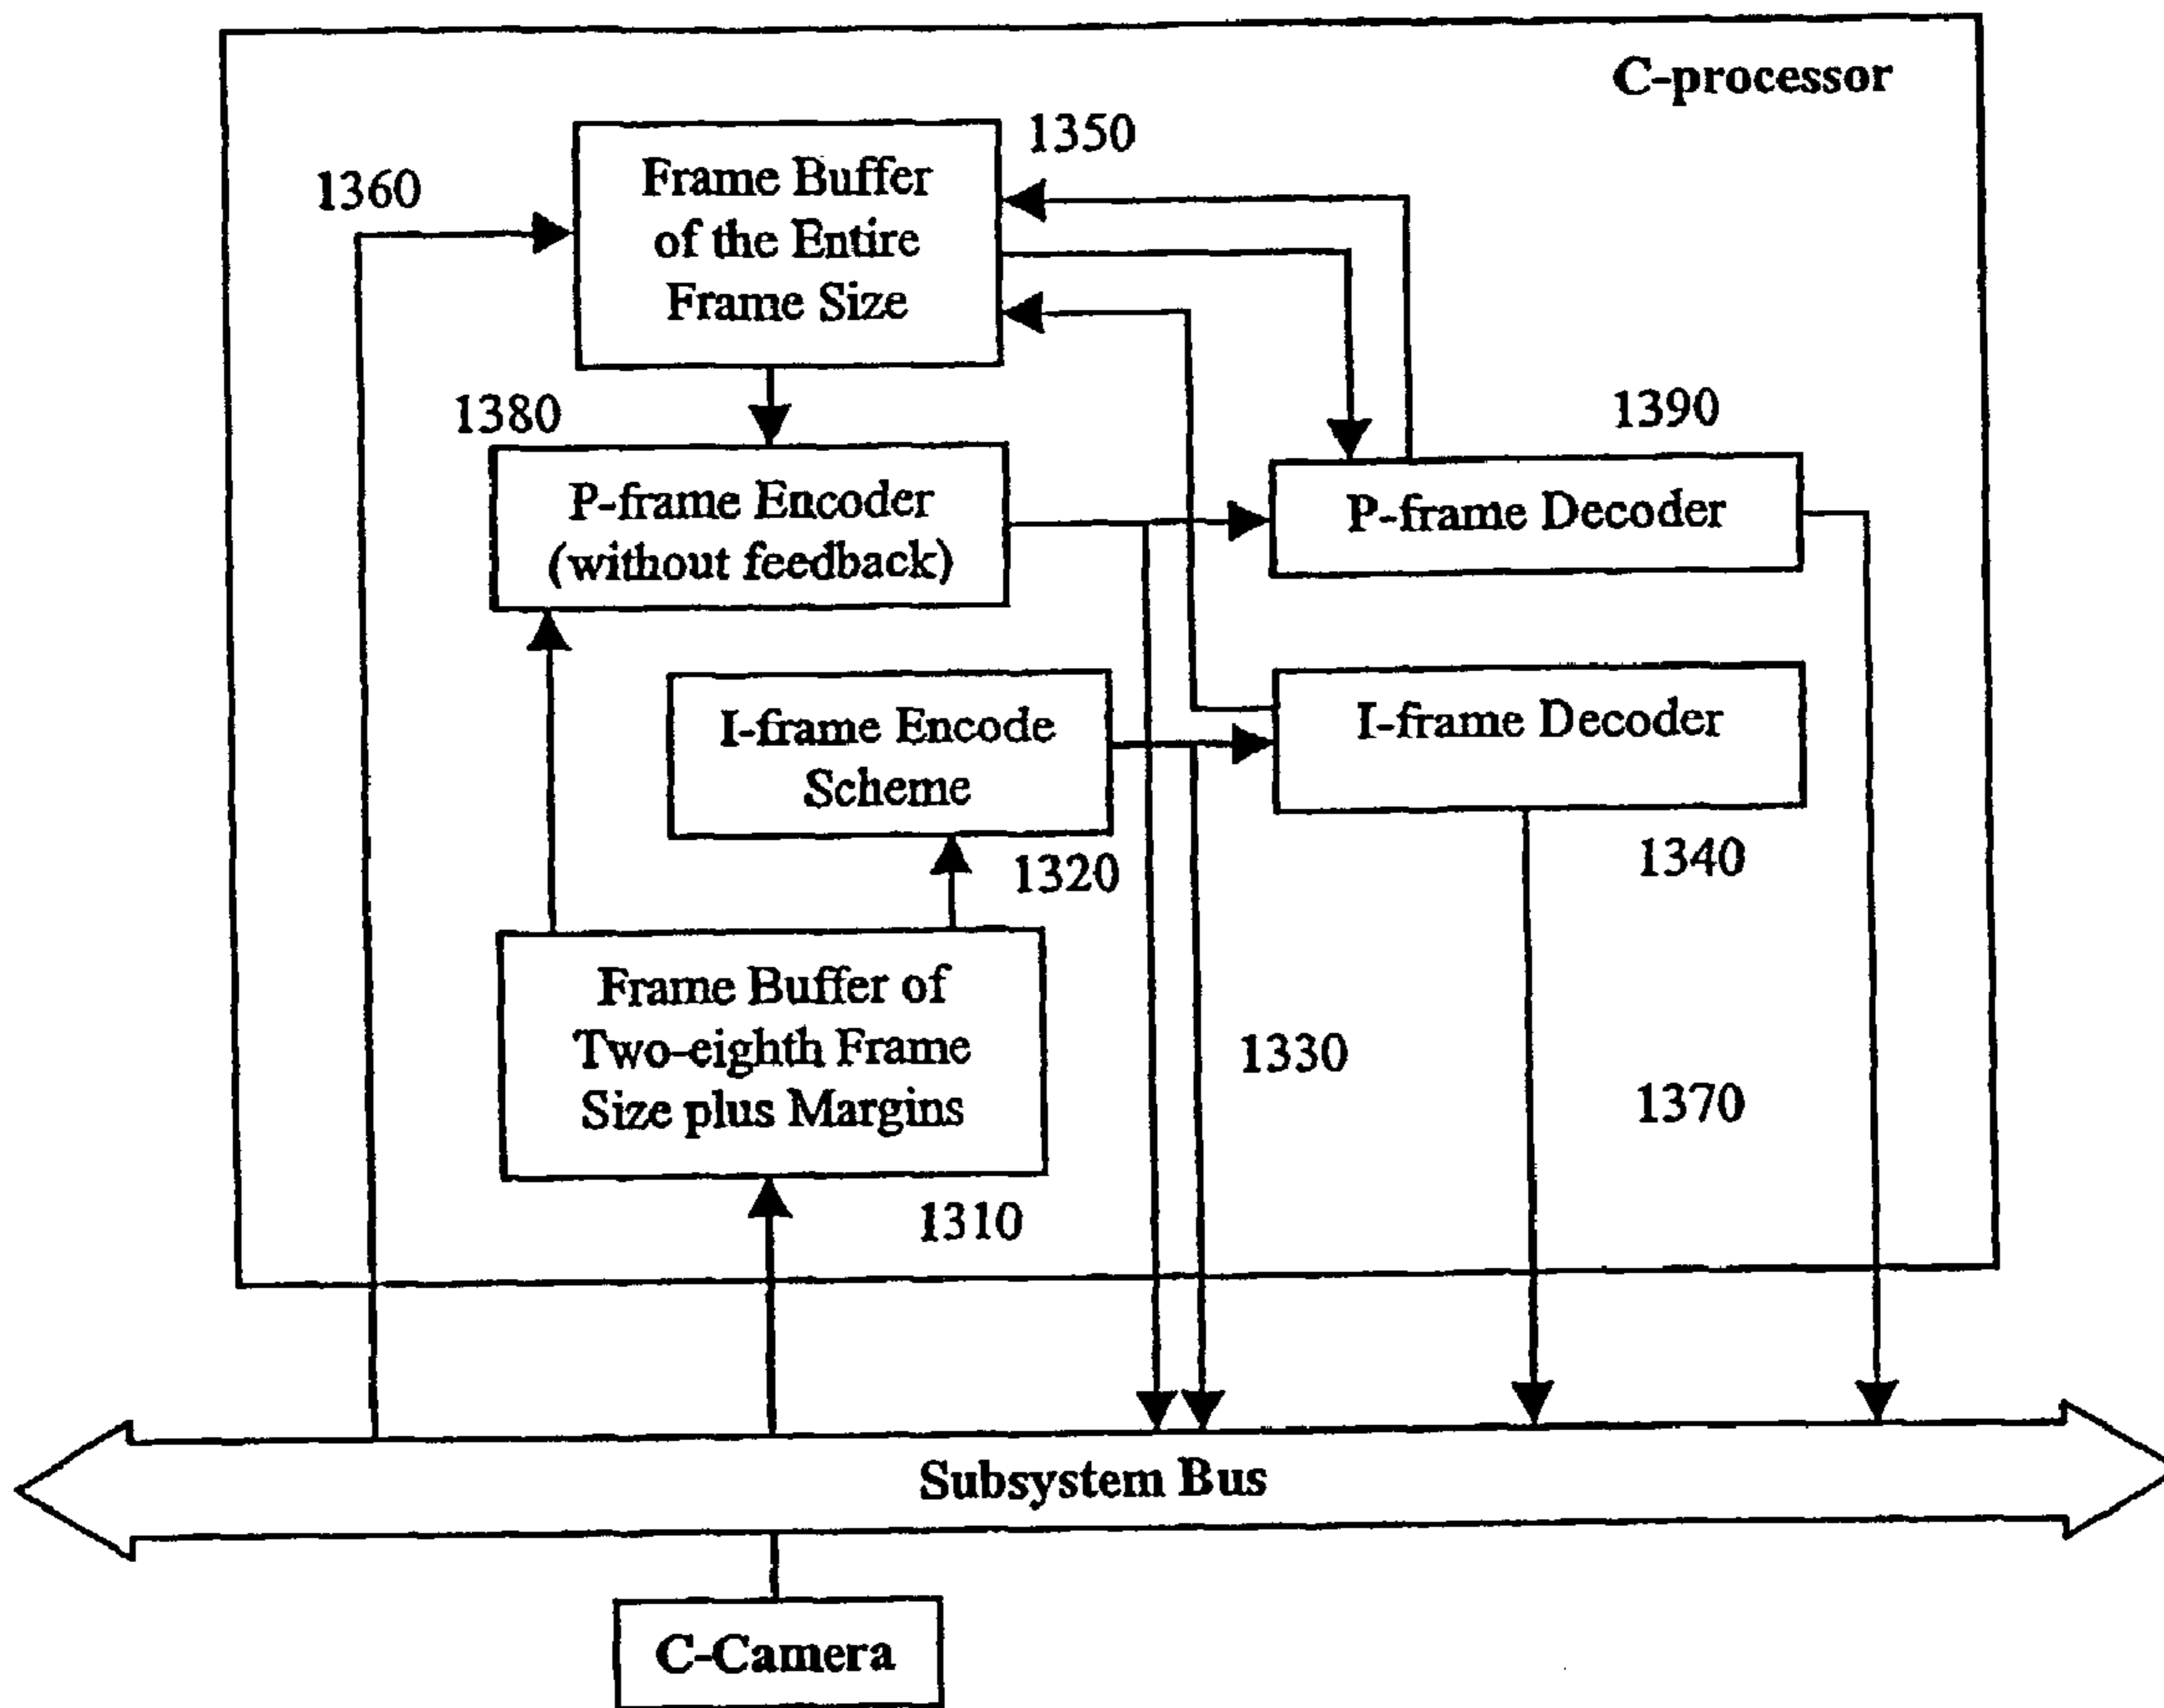 C-processor
1350
1360
Frame Buffer
of the Entire
Frame Size
1380
1390
P-frame Encoder
(without feedback)
P-frame Decoder
I-frame Encode
Scheme
I-frame Decoder
1320
1340
Frame Buffer of
Two-eighth Frame
Size plus Margins
1330
1370
1310
Subsystem Bus
C-Camera